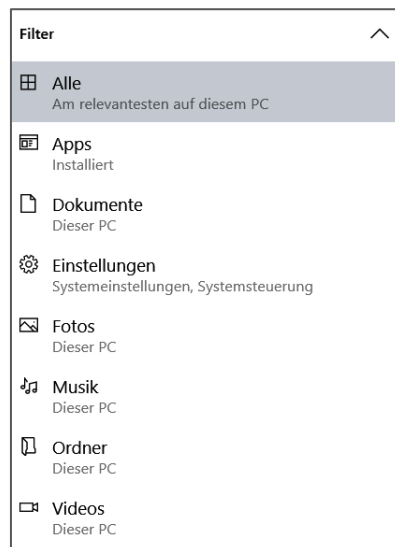 Filter
Alle
Am relevantesten auf diesem PC
Apps
Installiert
Dokumente
Dieser PC
Einstellungen
Systemeinstellungen, Systemsteuerung
Fotos
Dieser PC
Musik
Dieser PC
Ordner
Dieser PC
Videos
Dieser PC